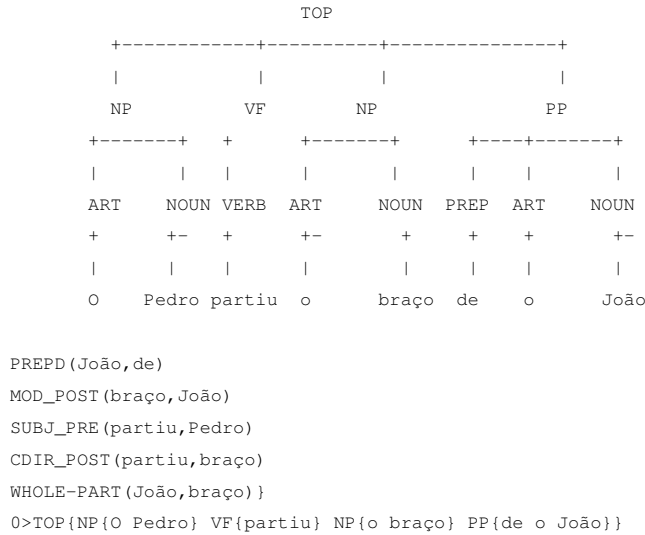 TOP
          +-------------+-----------+----------------+
          |             |           |                |
          NP            VF         NP                PP
        +-------+    +       +-------+       +----+-------+
        |       |    |       |       |       |    |       |
        ART     NOUN VERB   ART     NOUN   PREP  ART     NOUN
        +       +-   +       +-      +       +    +       +-
        |       |    |       |       |       |    |       |
        O     Pedro partiu   o     braço    de    o      João
PREPD(João,de)
MOD_POST(braço,João)
SUBJ_PRE(partiu,Pedro)
CDIR_POST(partiu,braço)
WHOLE-PART(João,braço)}
0>TOP{NP{O Pedro} VF{partiu} NP{o braço} PP{de o João}}